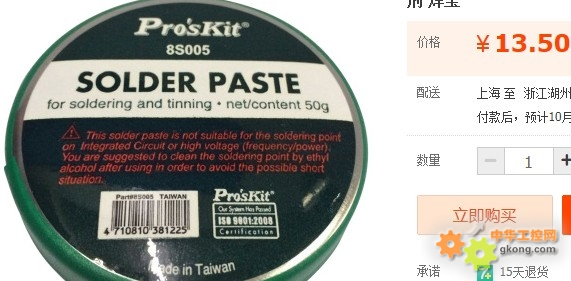 Pro'sKit®
8S005
SOLDER PASTE
for soldering and tinning • net/content 50g
This solder paste is not suitable for the soldering point
on Integrated Circuit or high voltage (frequency/power).
You are suggested to clean the soldering point by ethyl
alcohol after using in order to avoid the possible short
situation.
Part#8S005 TAIWAN
4 710810 381225
Pro'sKit®
Our System Has Passed
ISO 9001:2008
Certification
Made in Taiwan
价格
¥13.50
配送
上海 至 浙江湖州
付款后，预计10月
数量
− 1 +
立即购买
中华工控网
gkong.com
承诺
7+ 15天退货